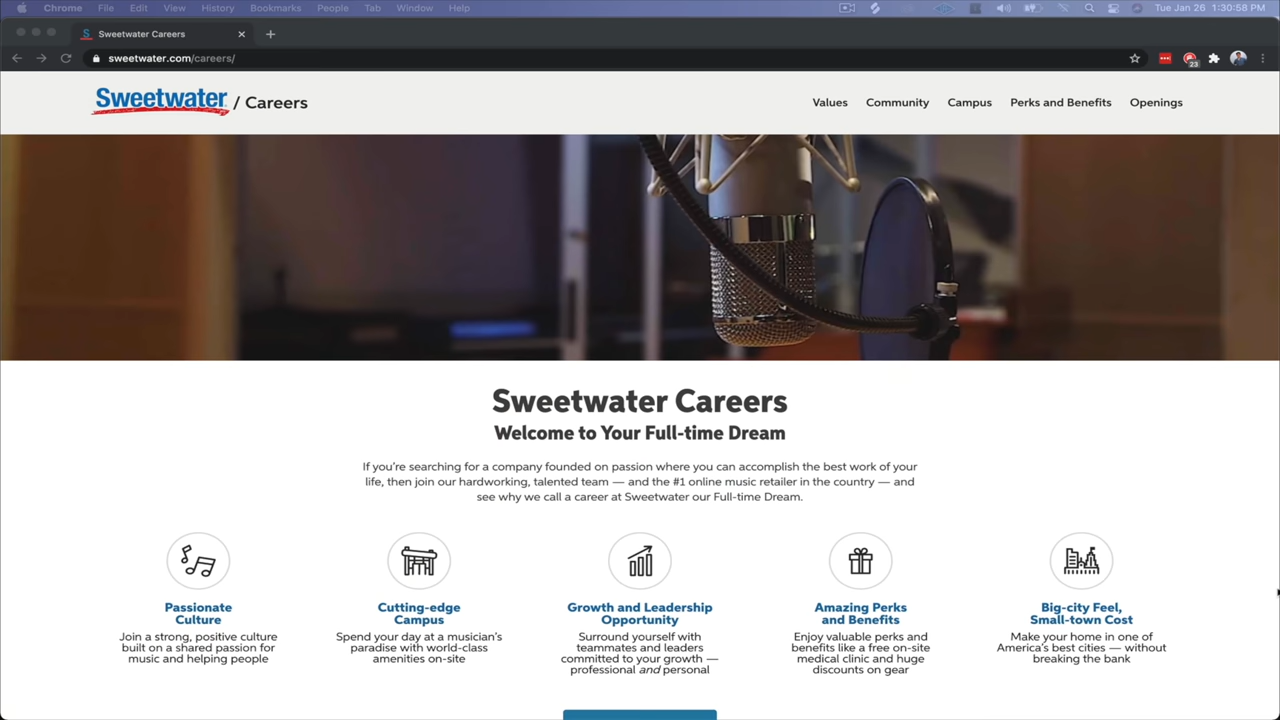 Chrome File Edit View History Bookmarks People Tab Window Help Tue Jan 26 1:30:58 PM
Sweetwater Careers
sweetwater.com/careers/
23
Sweetwater / Careers Values Community Campus Perks and Benefits Openings
Sweetwater Careers
Welcome to Your Full-time Dream
If you're searching for a company founded on passion where you can accomplish the best work of your
life, then join our hardworking, talented team — and the #1 online music retailer in the country — and
see why we call a career at Sweetwater our Full-time Dream.
Passionate
Culture
Join a strong, positive culture
built on a shared passion for
music and helping people
Cutting-edge
Campus
Spend your day at a musician's
paradise with world-class
amenities on-site
Growth and Leadership
Opportunity
Surround yourself with
teammates and leaders
committed to your growth —
professional and personal
Amazing Perks
and Benefits
Enjoy valuable perks and
benefits like a free on-site
medical clinic and huge
discounts on gear
Big-city Feel,
Small-town Cost
Make your home in one of
America's best cities — without
breaking the bank